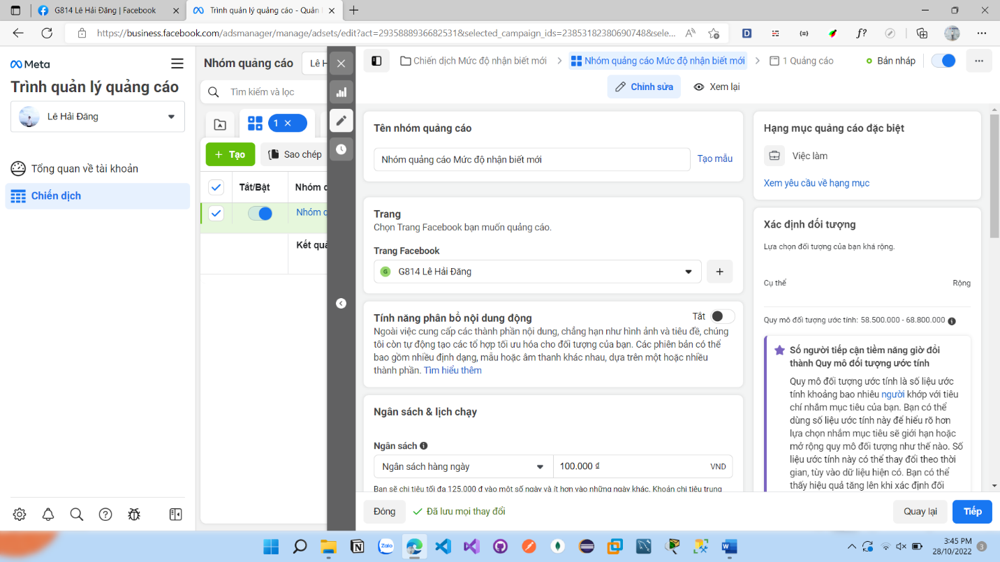 G814 Lê Hải Đăng | Facebook
Trình quản lý quảng cáo - Quản
https://business.facebook.com/adsmanager/manage/adsets/edit?act=2935888936682531&selected_campaign_ids=23853182380690748&sele...
Meta
Trình quản lý quảng cáo
Lê Hải Đăng
Tổng quan về tài khoản
Chiến dịch
Nhóm quảng cáo
Lê H
Tìm kiếm và lọc
1
Tạo
Sao chép
Tắt/Bật
Nhóm q
Nhóm q
Kết quả
Chiến dịch Mức độ nhận biết mới
Nhóm quảng cáo Mức độ nhận biết mới
1 Quảng cáo
Bản nháp
Chỉnh sửa
Xem lại
Tên nhóm quảng cáo
Nhóm quảng cáo Mức độ nhận biết mới
Tạo mẫu
Trang
Chọn Trang Facebook bạn muốn quảng cáo.
Trang Facebook
G
G814 Lê Hải Đăng
Tính năng phân bổ nội dung động
Tắt
Ngoài việc cung cấp các thành phần nội dung, chẳng hạn như hình ảnh và tiêu đề, chúng
tôi còn tự động tạo các tổ hợp tối ưu hóa cho đối tượng của bạn. Các phiên bản có thể
bao gồm nhiều định dạng, mẫu hoặc âm thanh khác nhau, dựa trên một hoặc nhiều
thành phần. Tìm hiểu thêm
Ngân sách & lịch chạy
Ngân sách
Ngân sách hàng ngày
100.000 ₫
VND
Bạn sẽ chi tiêu tối đa 125.000 ₫ vào một số ngày và ít hơn vào những ngày khác. Khoản chi tiêu trung
Hạng mục quảng cáo đặc biệt
Việc làm
Xem yêu cầu về hạng mục
Xác định đối tượng
Lựa chọn đối tượng của bạn khá rộng.
Cụ thể
Rộng
Quy mô đối tượng ước tính: 58.500.000 - 68.800.000
Số người tiếp cận tiềm năng giờ đổi
thành Quy mô đối tượng ước tính
Quy mô đối tượng ước tính là số liệu ước
tính khoảng bao nhiêu người khớp với tiêu
chí nhắm mục tiêu của bạn. Bạn có thể
dùng số liệu ước tính này để hiểu rõ hơn
lựa chọn nhắm mục tiêu sẽ giới hạn hoặc
mở rộng quy mô đối tượng như thế nào. Số
liệu ước tính này có thể thay đổi theo thời
gian, tùy vào dữ liệu hiện có. Bạn có thể
thấy hiệu quả tăng lên khi xác định đối
Đóng
Đã lưu mọi thay đổi
Quay lại
Tiếp
Zalo
3:45 PM
28/10/2022
3